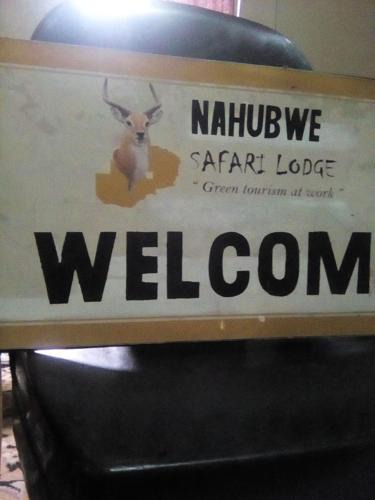 NAHUBWE
SAFARI LODGE
"Green tourism at work"
WELCOM